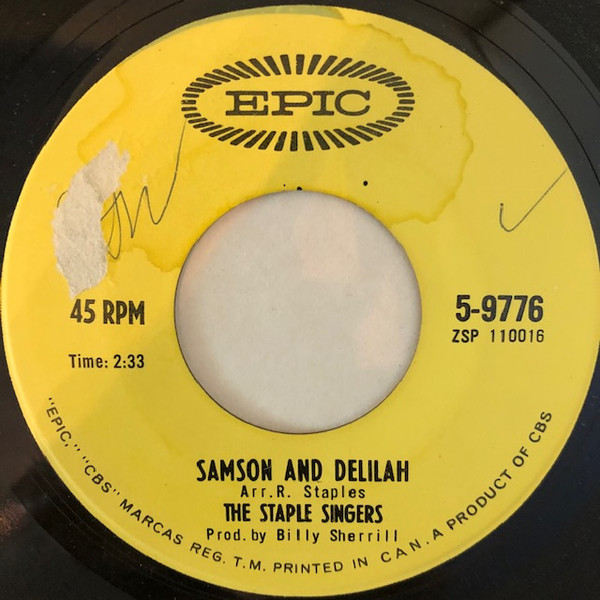 EPIC
45 RPM
Time: 2:33
5-9776
ZSP 110016
SAMSON AND DELILAH
Arr. R. Staples
THE STAPLE SINGERS
Prod. by Billy Sherrill
"EPIC," "CBS" MARCAS REG. T.M. PRINTED IN CAN. A PRODUCT OF CBS